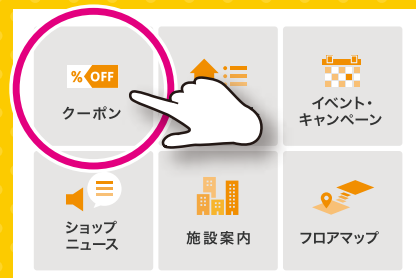 % OFF
クーポン
イベント・
キャンペーン
ショップ
ニュース
施設案内
フロアマップ